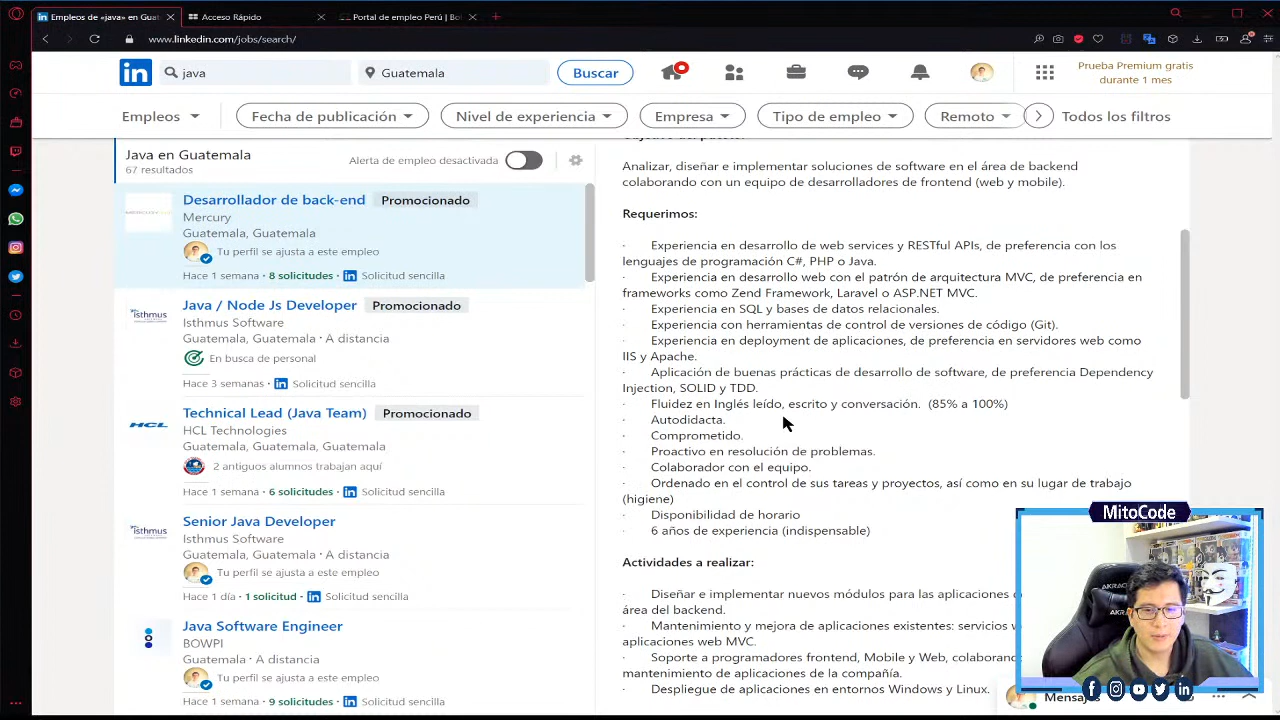 Empleos de «java» en Guat
Acceso Rápido
Portal de empleo Perú | Bol
www.linkedin.com/jobs/search/
in
java
Guatemala
Buscar
Prueba Premium gratis
durante 1 mes
Empleos
Fecha de publicación
Nivel de experiencia
Empresa
Tipo de empleo
Remoto
Todos los filtros
Java en Guatemala
67 resultados
Alerta de empleo desactivada
Desarrollador de back-end
Promocionado
Mercury
Guatemala, Guatemala
Tu perfil se ajusta a este empleo
Hace 1 semana · 8 solicitudes · in Solicitud sencilla
Isthmus
Java / Node Js Developer
Promocionado
Isthmus Software
Guatemala, Guatemala · A distancia
En busca de personal
Hace 3 semanas · in Solicitud sencilla
HCL
Technical Lead (Java Team)
Promocionado
HCL Technologies
Guatemala, Guatemala, Guatemala
2 antiguos alumnos trabajan aquí
Hace 1 semana · 6 solicitudes · in Solicitud sencilla
Isthmus
Senior Java Developer
Isthmus Software
Guatemala, Guatemala · A distancia
Tu perfil se ajusta a este empleo
Hace 1 día · 1 solicitud · in Solicitud sencilla
Java Software Engineer
BOWPI
Guatemala · A distancia
Tu perfil se ajusta a este empleo
Hace 1 semana · 9 solicitudes · in Solicitud sencilla
Objetivo del puesto:
Analizar, diseñar e implementar soluciones de software en el área de backend
colaborando con un equipo de desarrolladores de frontend (web y mobile).
Requerimos:
· Experiencia en desarrollo de web services y RESTful APIs, de preferencia con los
lenguajes de programación C#, PHP o Java.
· Experiencia en desarrollo web con el patrón de arquitectura MVC, de preferencia en
frameworks como Zend Framework, Laravel o ASP.NET MVC.
· Experiencia en SQL y bases de datos relacionales.
· Experiencia con herramientas de control de versiones de código (Git).
· Experiencia en deployment de aplicaciones, de preferencia en servidores web como
IIS y Apache.
· Aplicación de buenas prácticas de desarrollo de software, de preferencia Dependency
Injection, SOLID y TDD.
· Fluidez en Inglés leído, escrito y conversación. (85% a 100%)
· Autodidacta.
· Comprometido.
· Proactivo en resolución de problemas.
· Colaborador con el equipo.
· Ordenado en el control de sus tareas y proyectos, así como en su lugar de trabajo
(higiene)
· Disponibilidad de horario
· 6 años de experiencia (indispensable)
Actividades a realizar:
· Diseñar e implementar nuevos módulos para las aplicaciones
área del backend.
· Mantenimiento y mejora de aplicaciones existentes: servicios
aplicaciones web MVC.
· Soporte a programadores frontend, Mobile y Web, colaborando
mantenimiento de aplicaciones de la compañía.
· Despliegue de aplicaciones en entornos Windows y Linux.
MitoCode
AKRACING
Mensajes